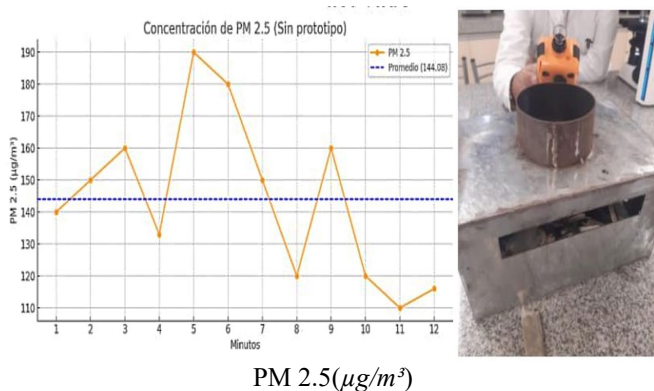 Concentración de PM 2.5 (Sin prototipo)
PM 2.5
Promedio (144.08)
PM 2.5 (µg/m³)
190
180
170
160
150
140
130
120
110
1 2 3 4 5 6 7 8 9 10 11 12
Minutos
PM 2.5(µg/m³)